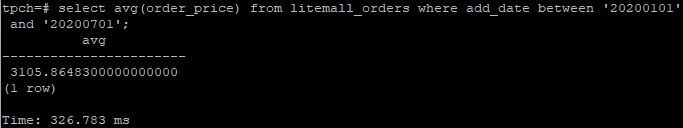 tpch=# select avg(order_price) from litemall_orders where add_date between '20200101'
 and '20200701';
          avg
-----------------------
 3105.8648300000000000
(1 row)
Time: 326.783 ms